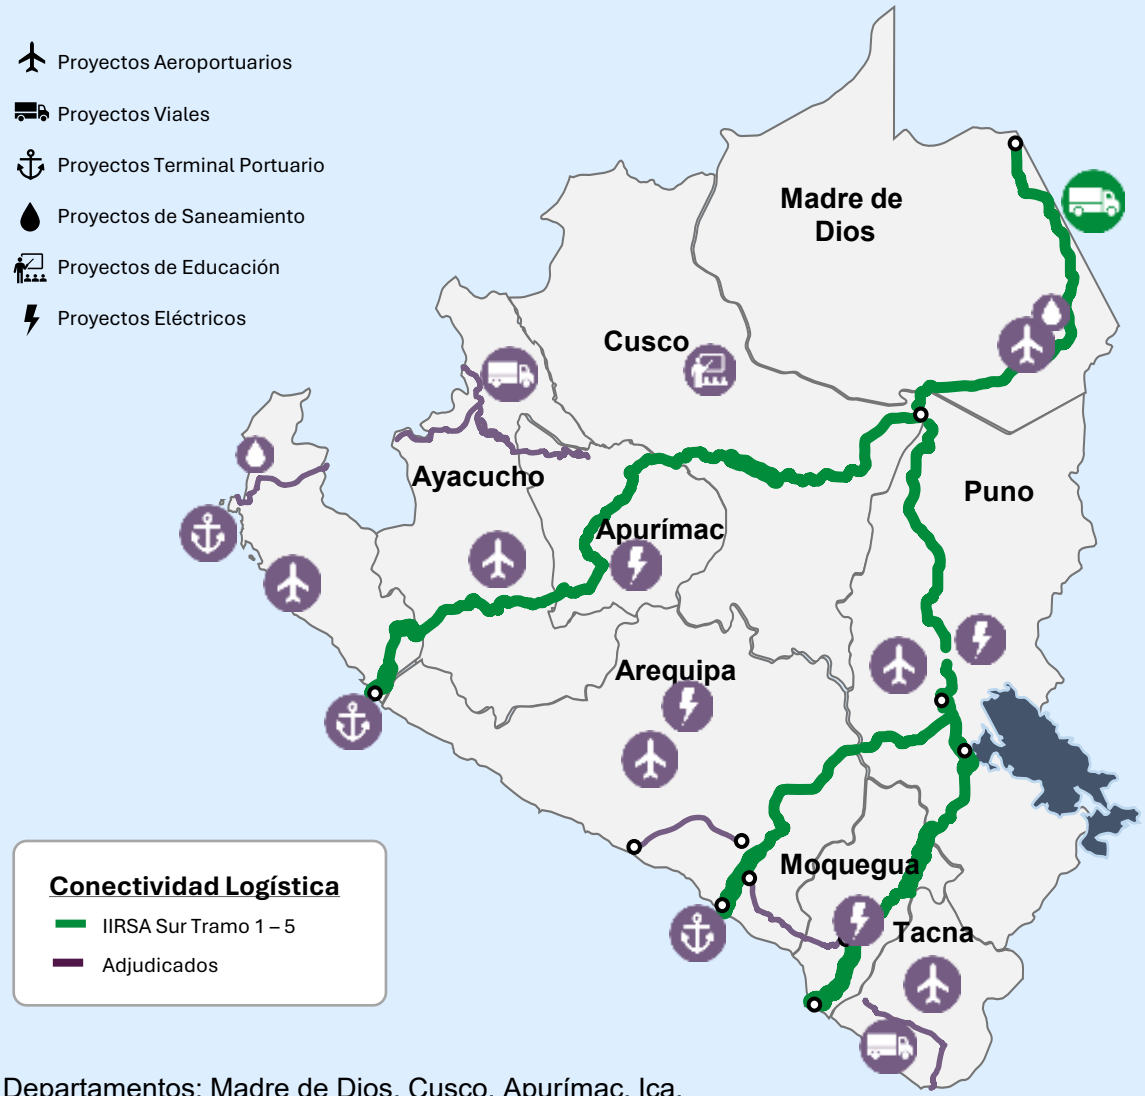 Proyectos Aeroportuarios
Proyectos Viales
Proyectos Terminal Portuario
Proyectos de Saneamiento
Proyectos de Educación
Proyectos Eléctricos
Madre de
Dios
Cusco
Ayacucho
Puno
Apurímac
Arequipa
Moquegua
Tacna
Conectividad Logística
IIRSA Sur Tramo 1 – 5
Adjudicados
Departamentos: Madre de Dios, Cusco, Apurímac, Ica,